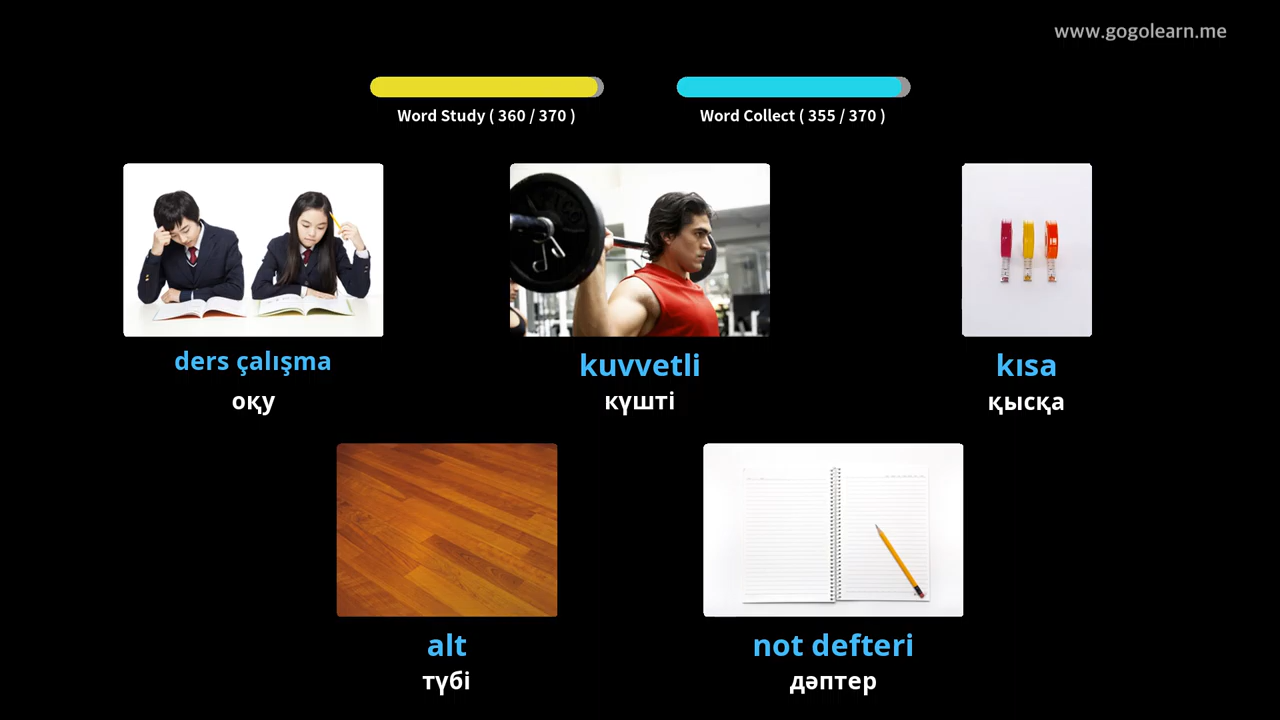 www.gogolearn.me
Word Study ( 360 / 370 )
Word Collect ( 355 / 370 )
ders çalışma
оқу
kuvvetli
күшті
kısa
қысқа
alt
түбі
not defteri
дәптер